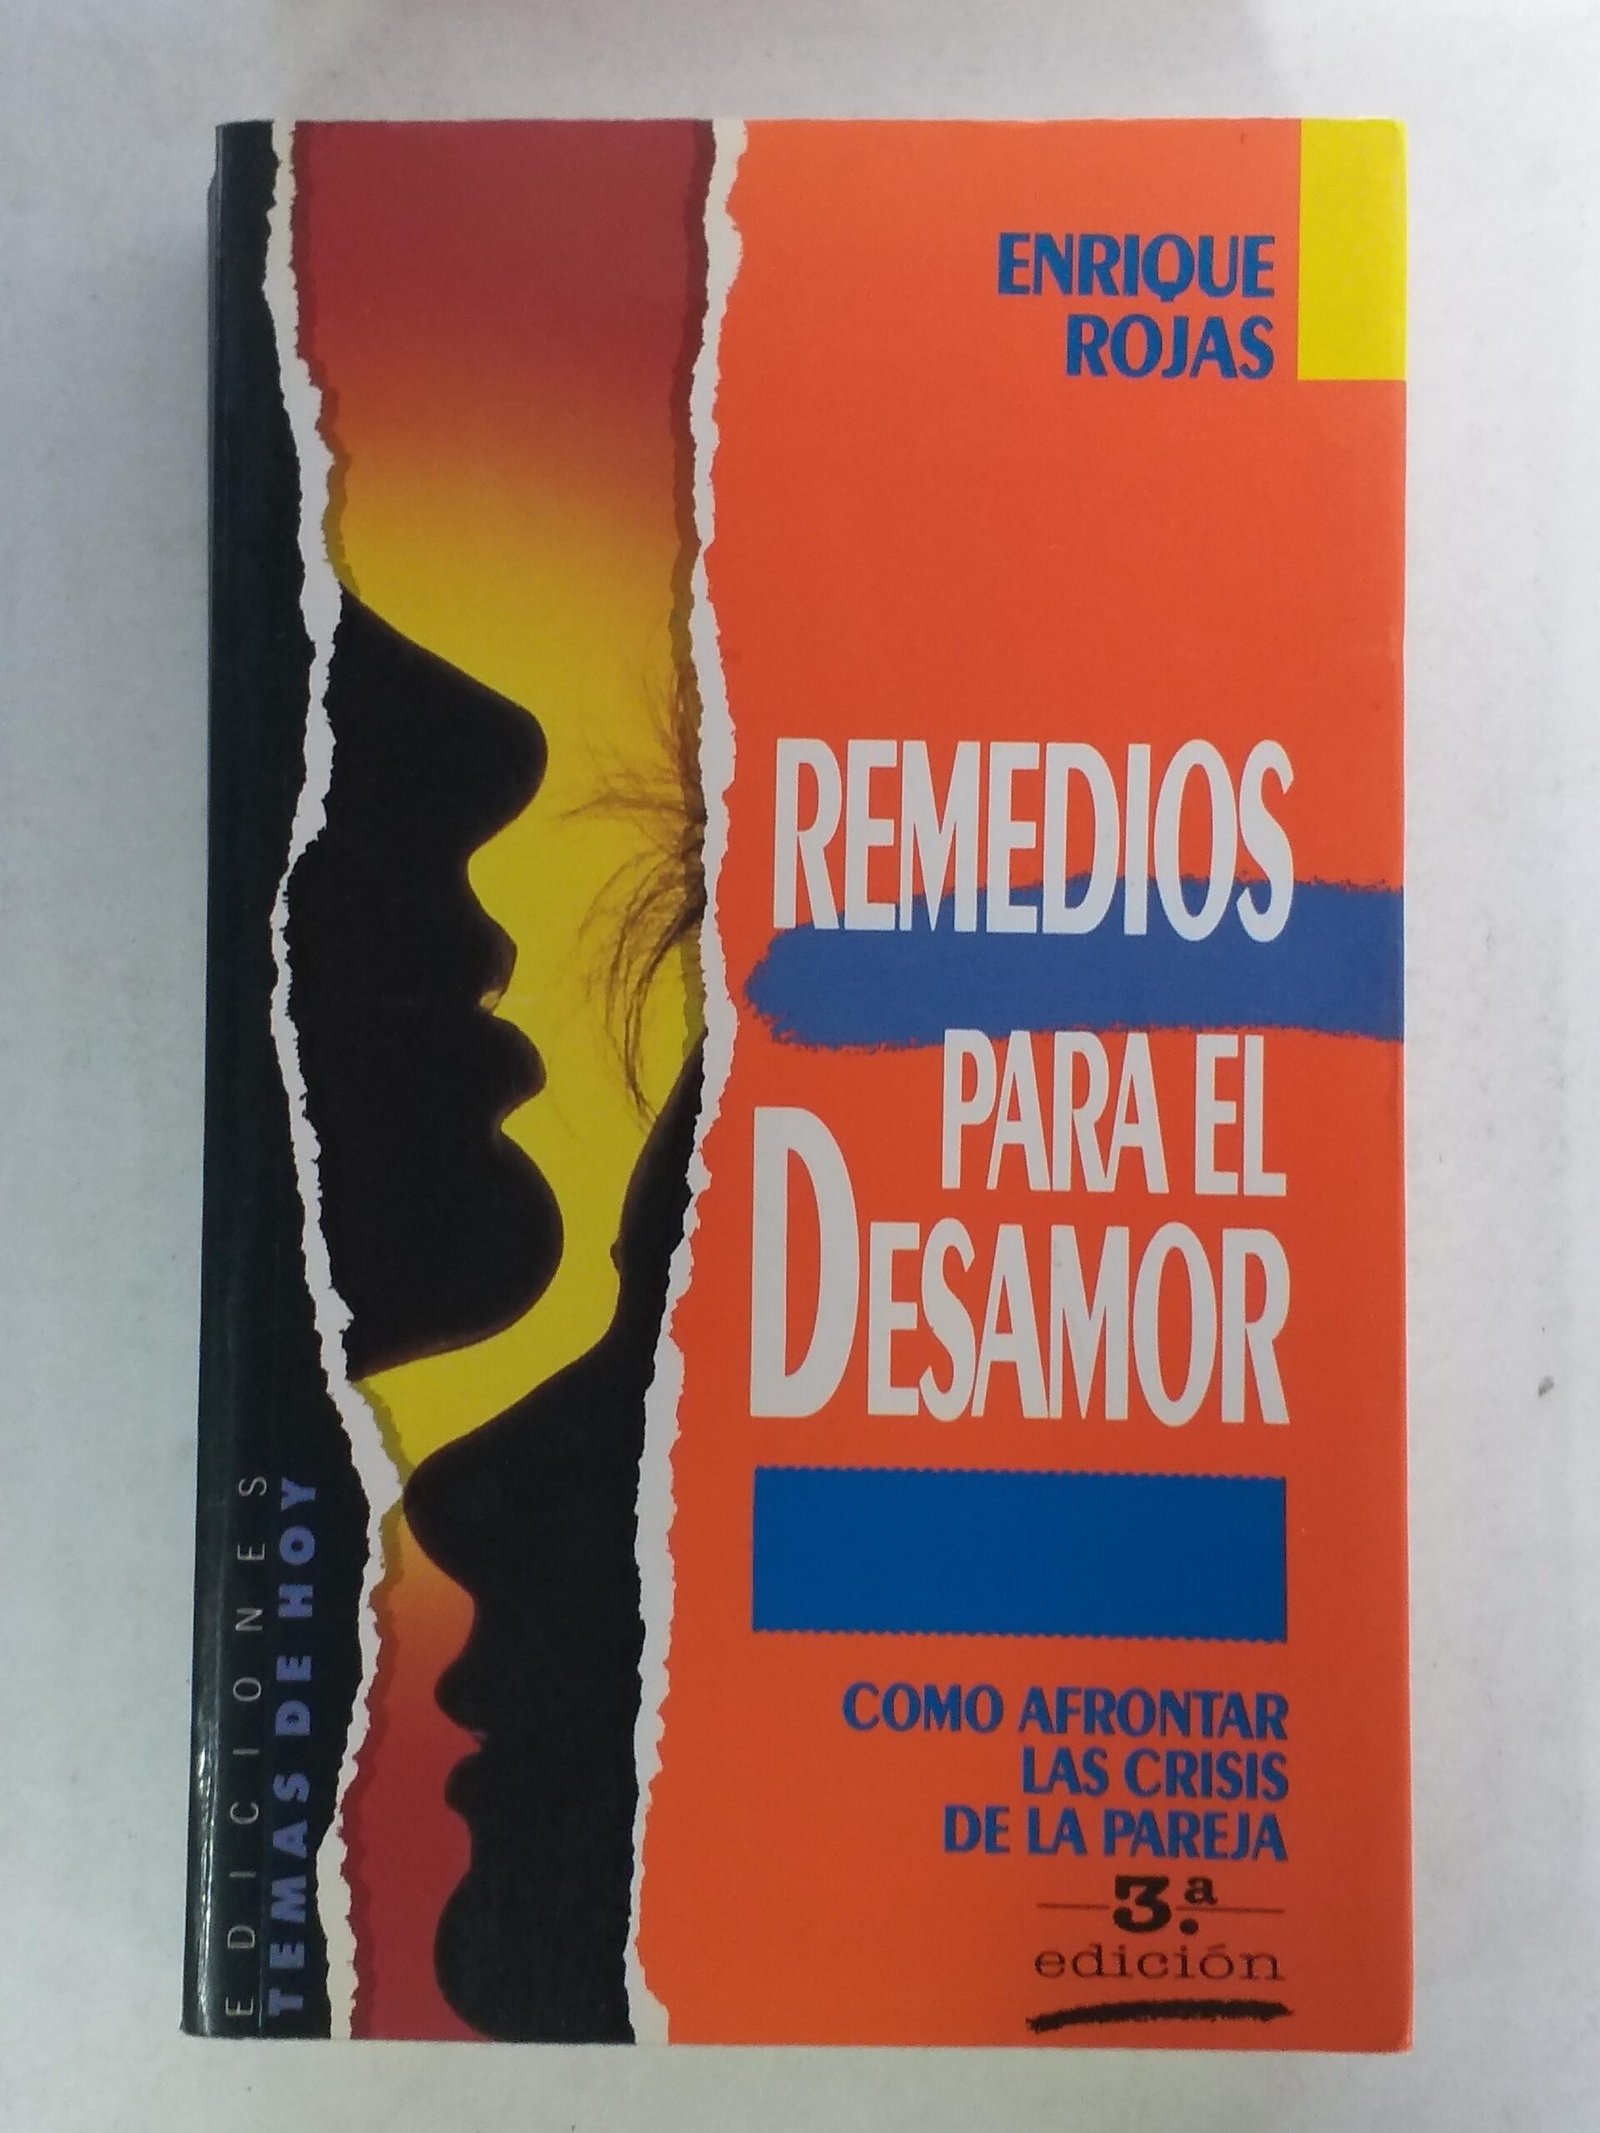 ENRIQUE
ROJAS
REMEDIOS
PARA EL
DESAMOR
COMO AFRONTAR
LAS CRISIS
DE LA PAREJA
3.ª
edición
EDICIONES
TEMAS DE HOY